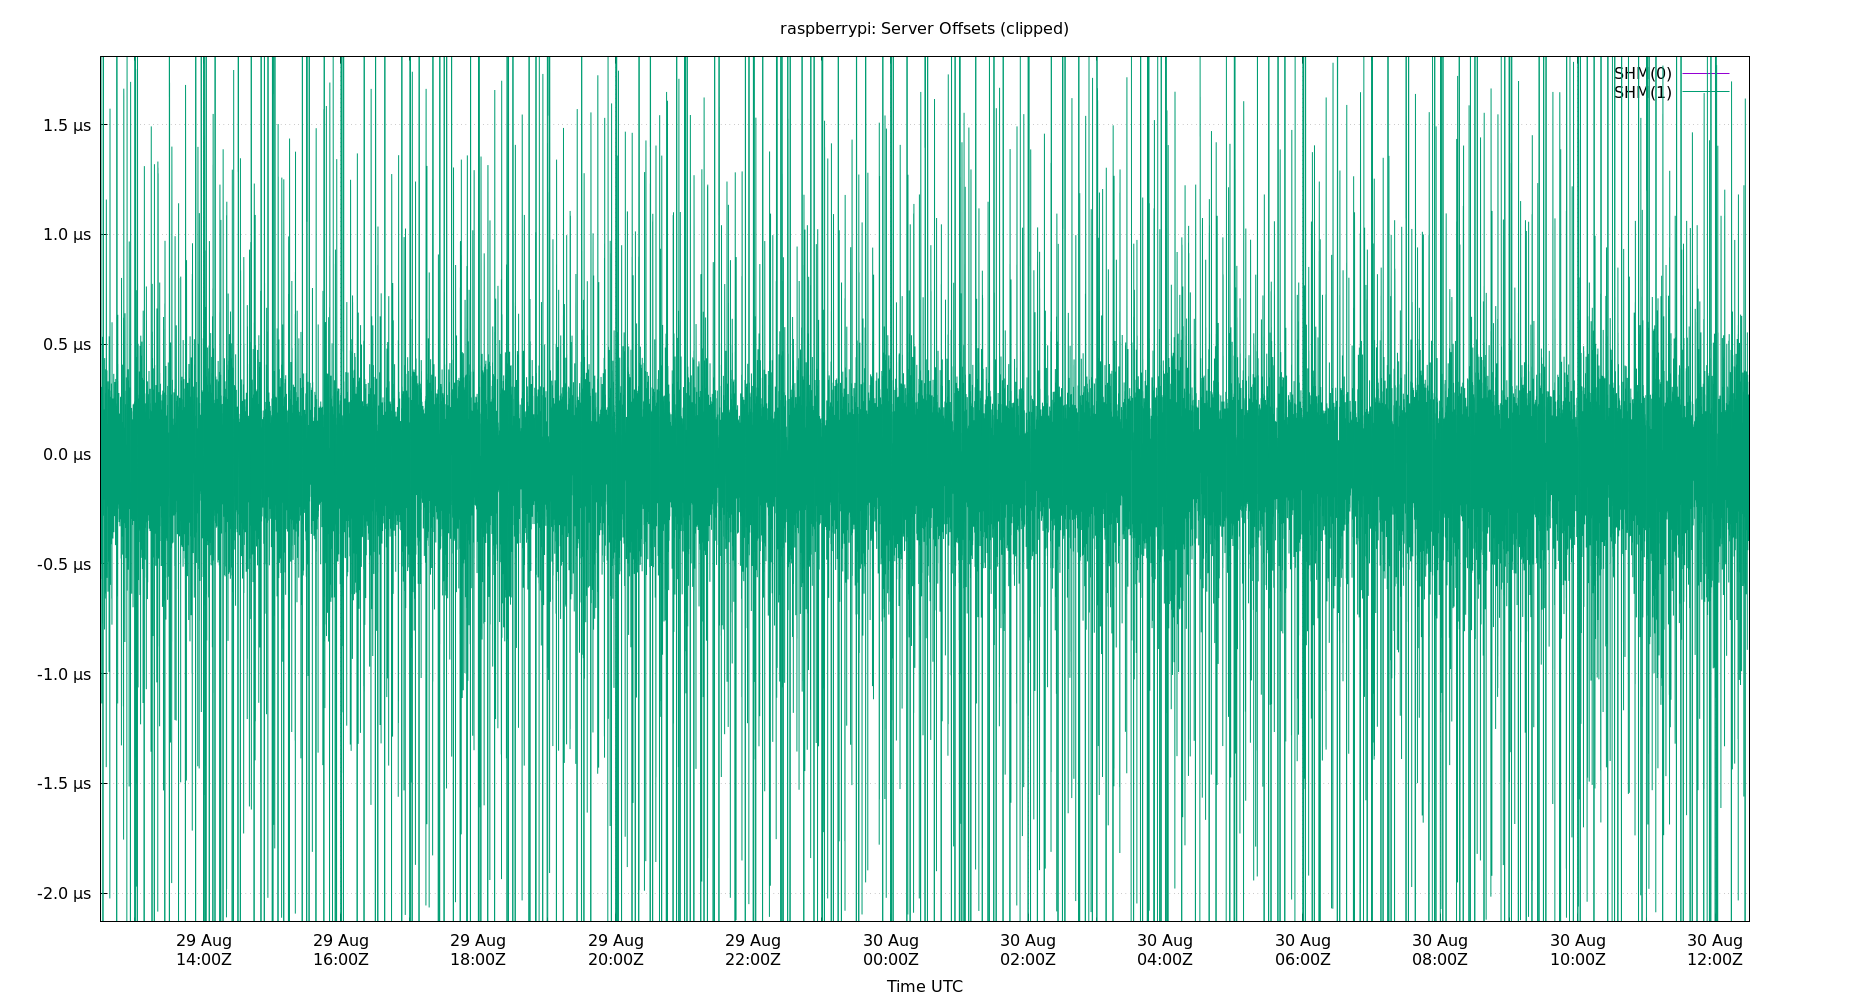 raspberrypi: Server Offsets (clipped)
SHM(0)
SHM(1)
1.5 µs
1.0 µs
0.5 µs
0.0 µs
-0.5 µs
-1.0 µs
-1.5 µs
-2.0 µs
29 Aug 29 Aug 29 Aug 29 Aug 29 Aug 30 Aug 30 Aug 30 Aug 30 Aug 30 Aug 30 Aug 30 Aug
14:00Z 16:00Z 18:00Z 20:00Z 22:00Z 00:00Z 02:00Z 04:00Z 06:00Z 08:00Z 10:00Z 12:00Z
Time UTC